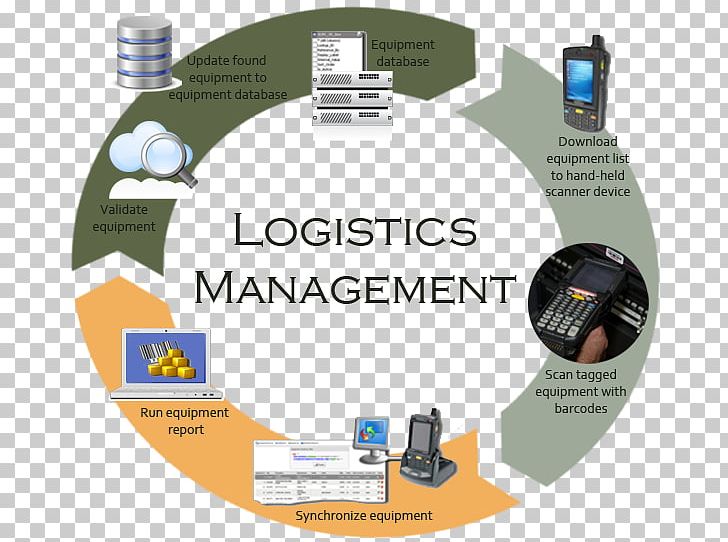 Update found
equipment to
equipment database
Equipment
database
Download
equipment list
to hand-held
scanner device
Validate
equipment
LOGISTICS
MANAGEMENT
Scan tagged
equipment with
barcodes
Run equipment
report
Synchronize equipment